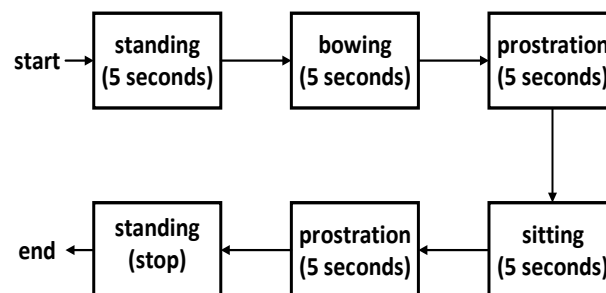 start
standing
(5 seconds)
bowing
(5 seconds)
prostration
(5 seconds)
sitting
(5 seconds)
prostration
(5 seconds)
standing
(stop)
end